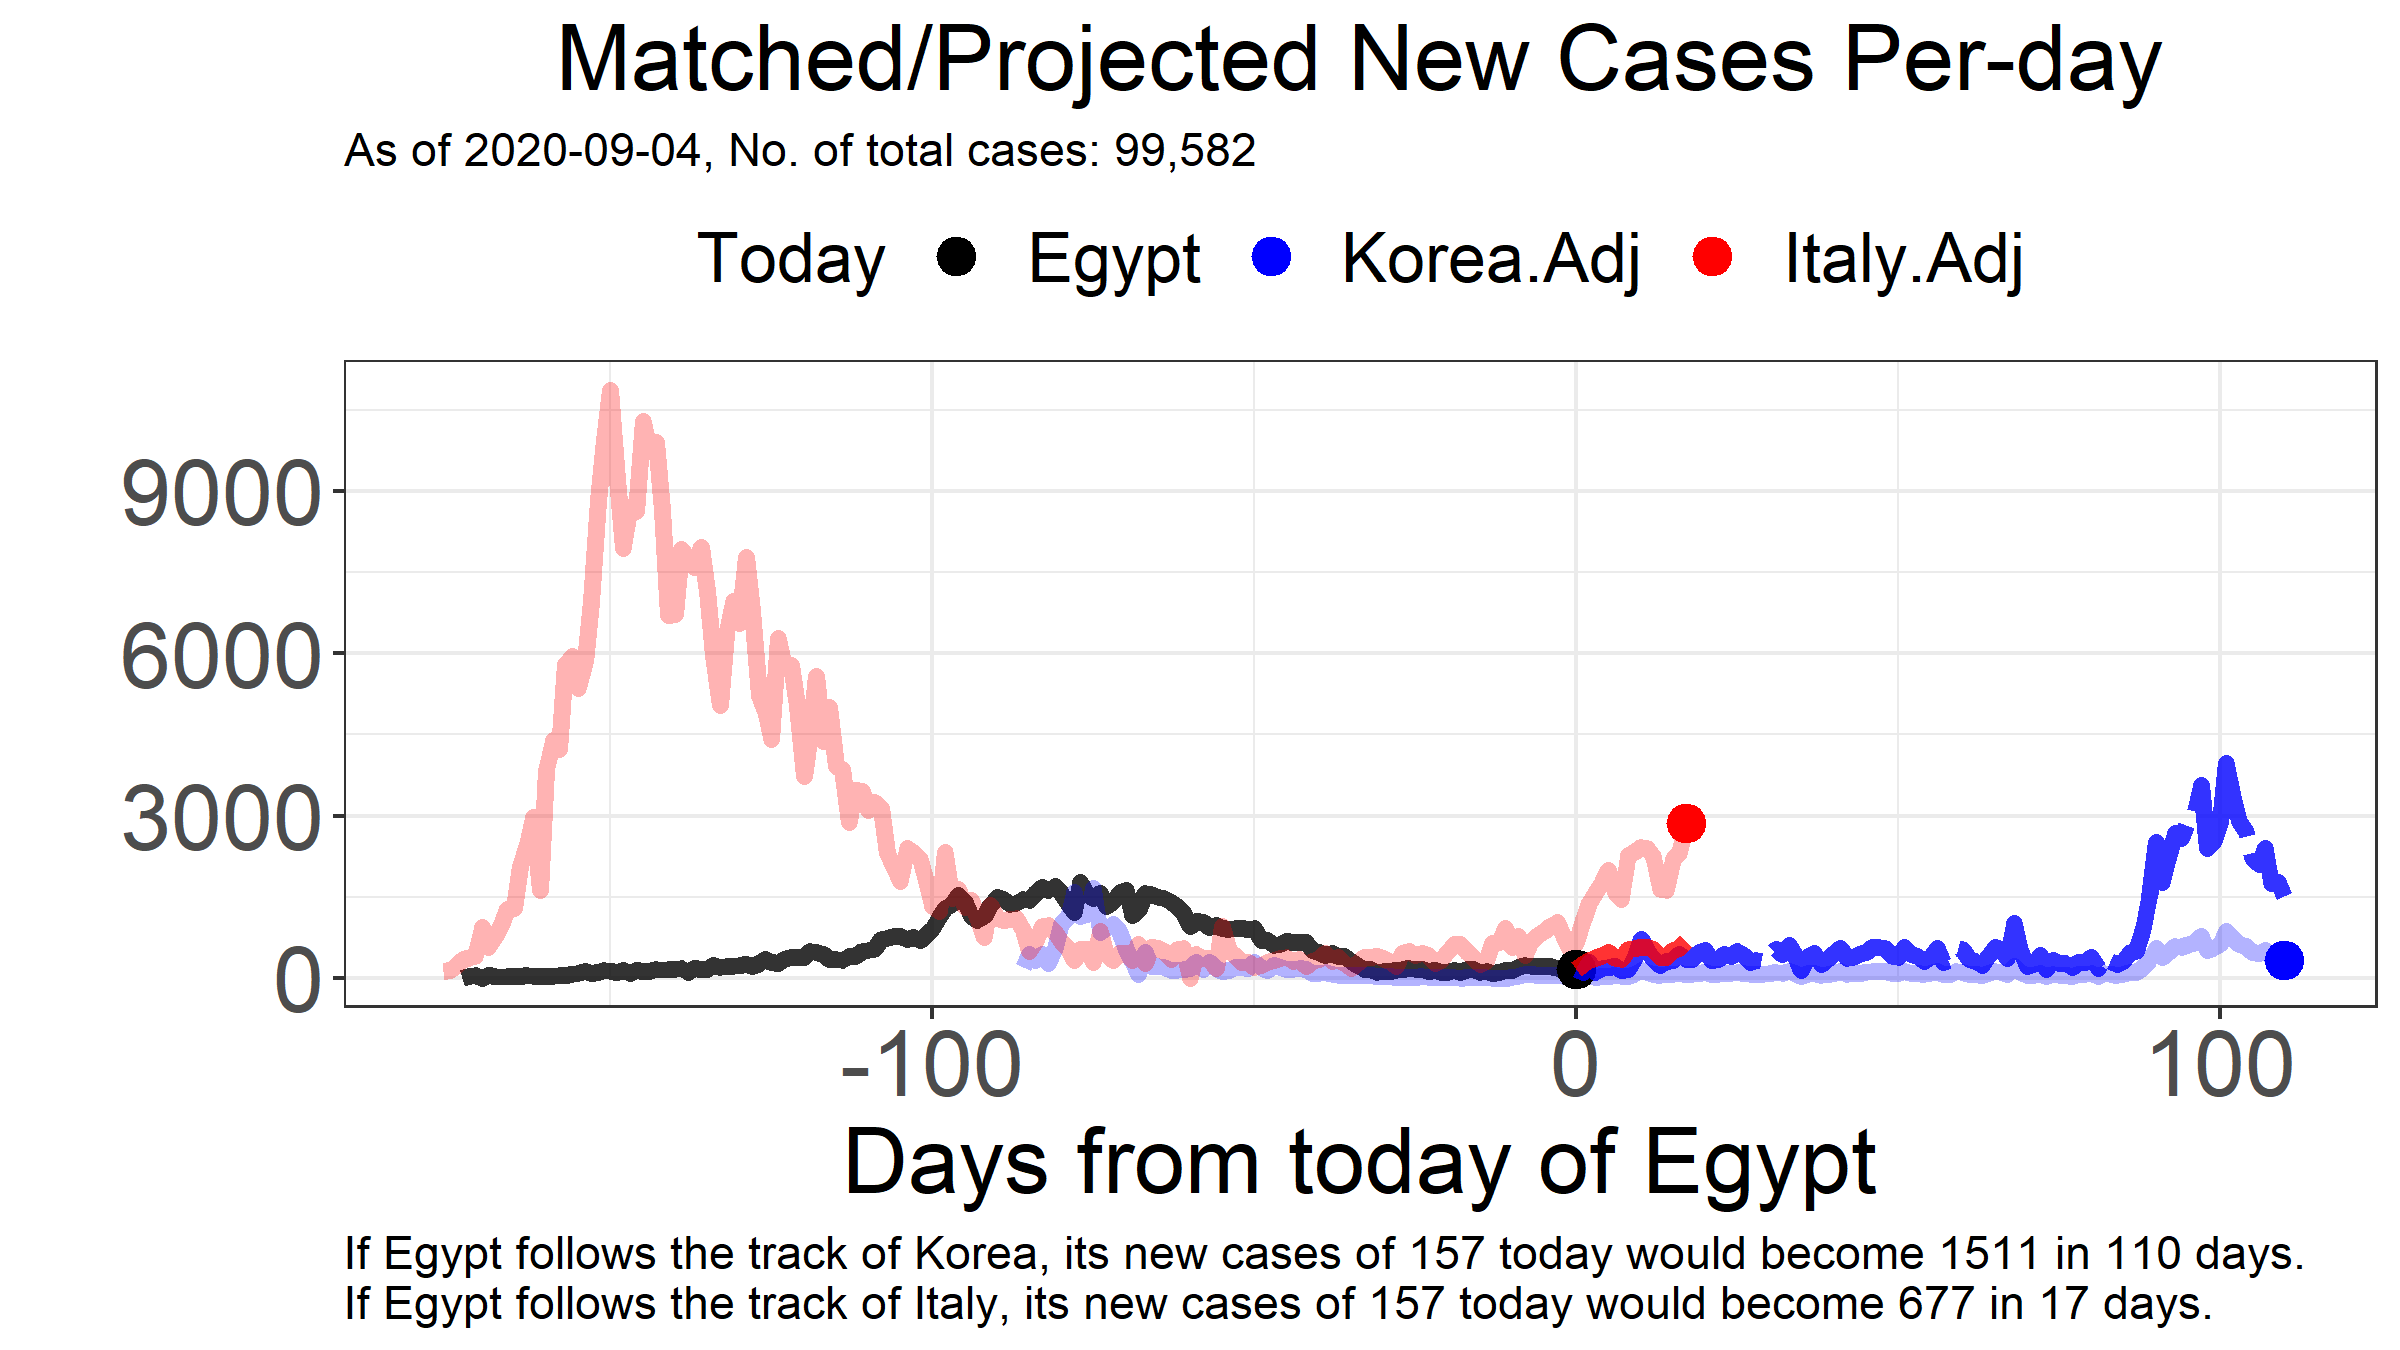 Matched/Projected New Cases Per-day
As of 2020-09-04, No. of total cases: 99,582
Today Egypt Korea.Adj Italy.Adj
9000
6000
3000
0
-100 0 100
Days from today of Egypt
If Egypt follows the track of Korea, its new cases of 157 today would become 1511 in 110 days.
If Egypt follows the track of Italy, its new cases of 157 today would become 677 in 17 days.